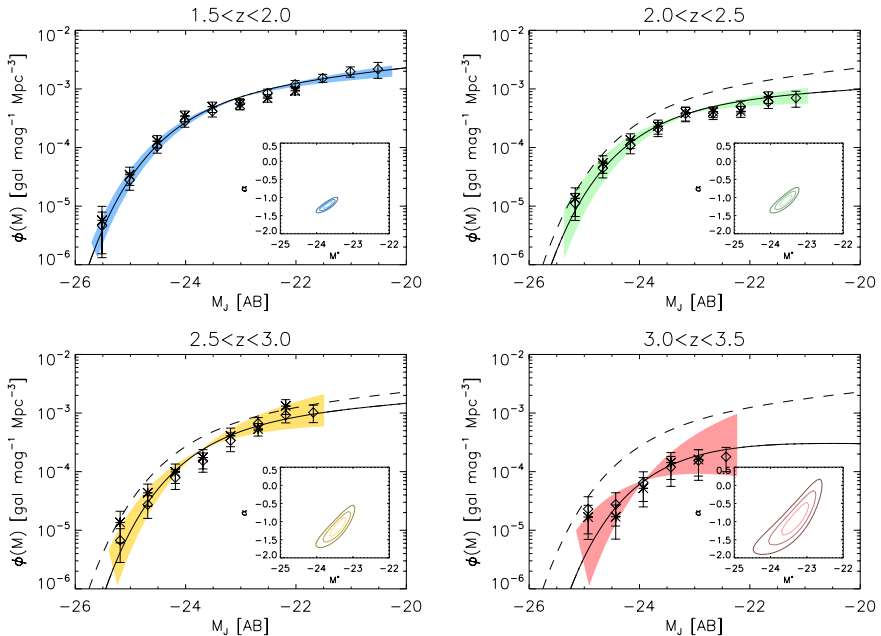 1.5<z<2.0
10⁻²
10⁻³
10⁻⁴
10⁻⁵
10⁻⁶
ϕ(M) [gal mag⁻¹ Mpc⁻³]
-26 -24 -22 -20
M_J [AB]
0.5
0.0
-0.5
-1.0
-1.5
-2.0
α
-25 -24 -23 -22
M*
2.0<z<2.5
10⁻²
10⁻³
10⁻⁴
10⁻⁵
10⁻⁶
ϕ(M) [gal mag⁻¹ Mpc⁻³]
-26 -24 -22 -20
M_J [AB]
0.5
0.0
-0.5
-1.0
-1.5
-2.0
α
-25 -24 -23 -22
M*
2.5<z<3.0
10⁻²
10⁻³
10⁻⁴
10⁻⁵
10⁻⁶
ϕ(M) [gal mag⁻¹ Mpc⁻³]
-26 -24 -22 -20
M_J [AB]
0.5
0.0
-0.5
-1.0
-1.5
-2.0
α
-25 -24 -23 -22
M*
3.0<z<3.5
10⁻²
10⁻³
10⁻⁴
10⁻⁵
10⁻⁶
ϕ(M) [gal mag⁻¹ Mpc⁻³]
-26 -24 -22 -20
M_J [AB]
0.5
0.0
-0.5
-1.0
-1.5
-2.0
α
-25 -24 -23 -22
M*